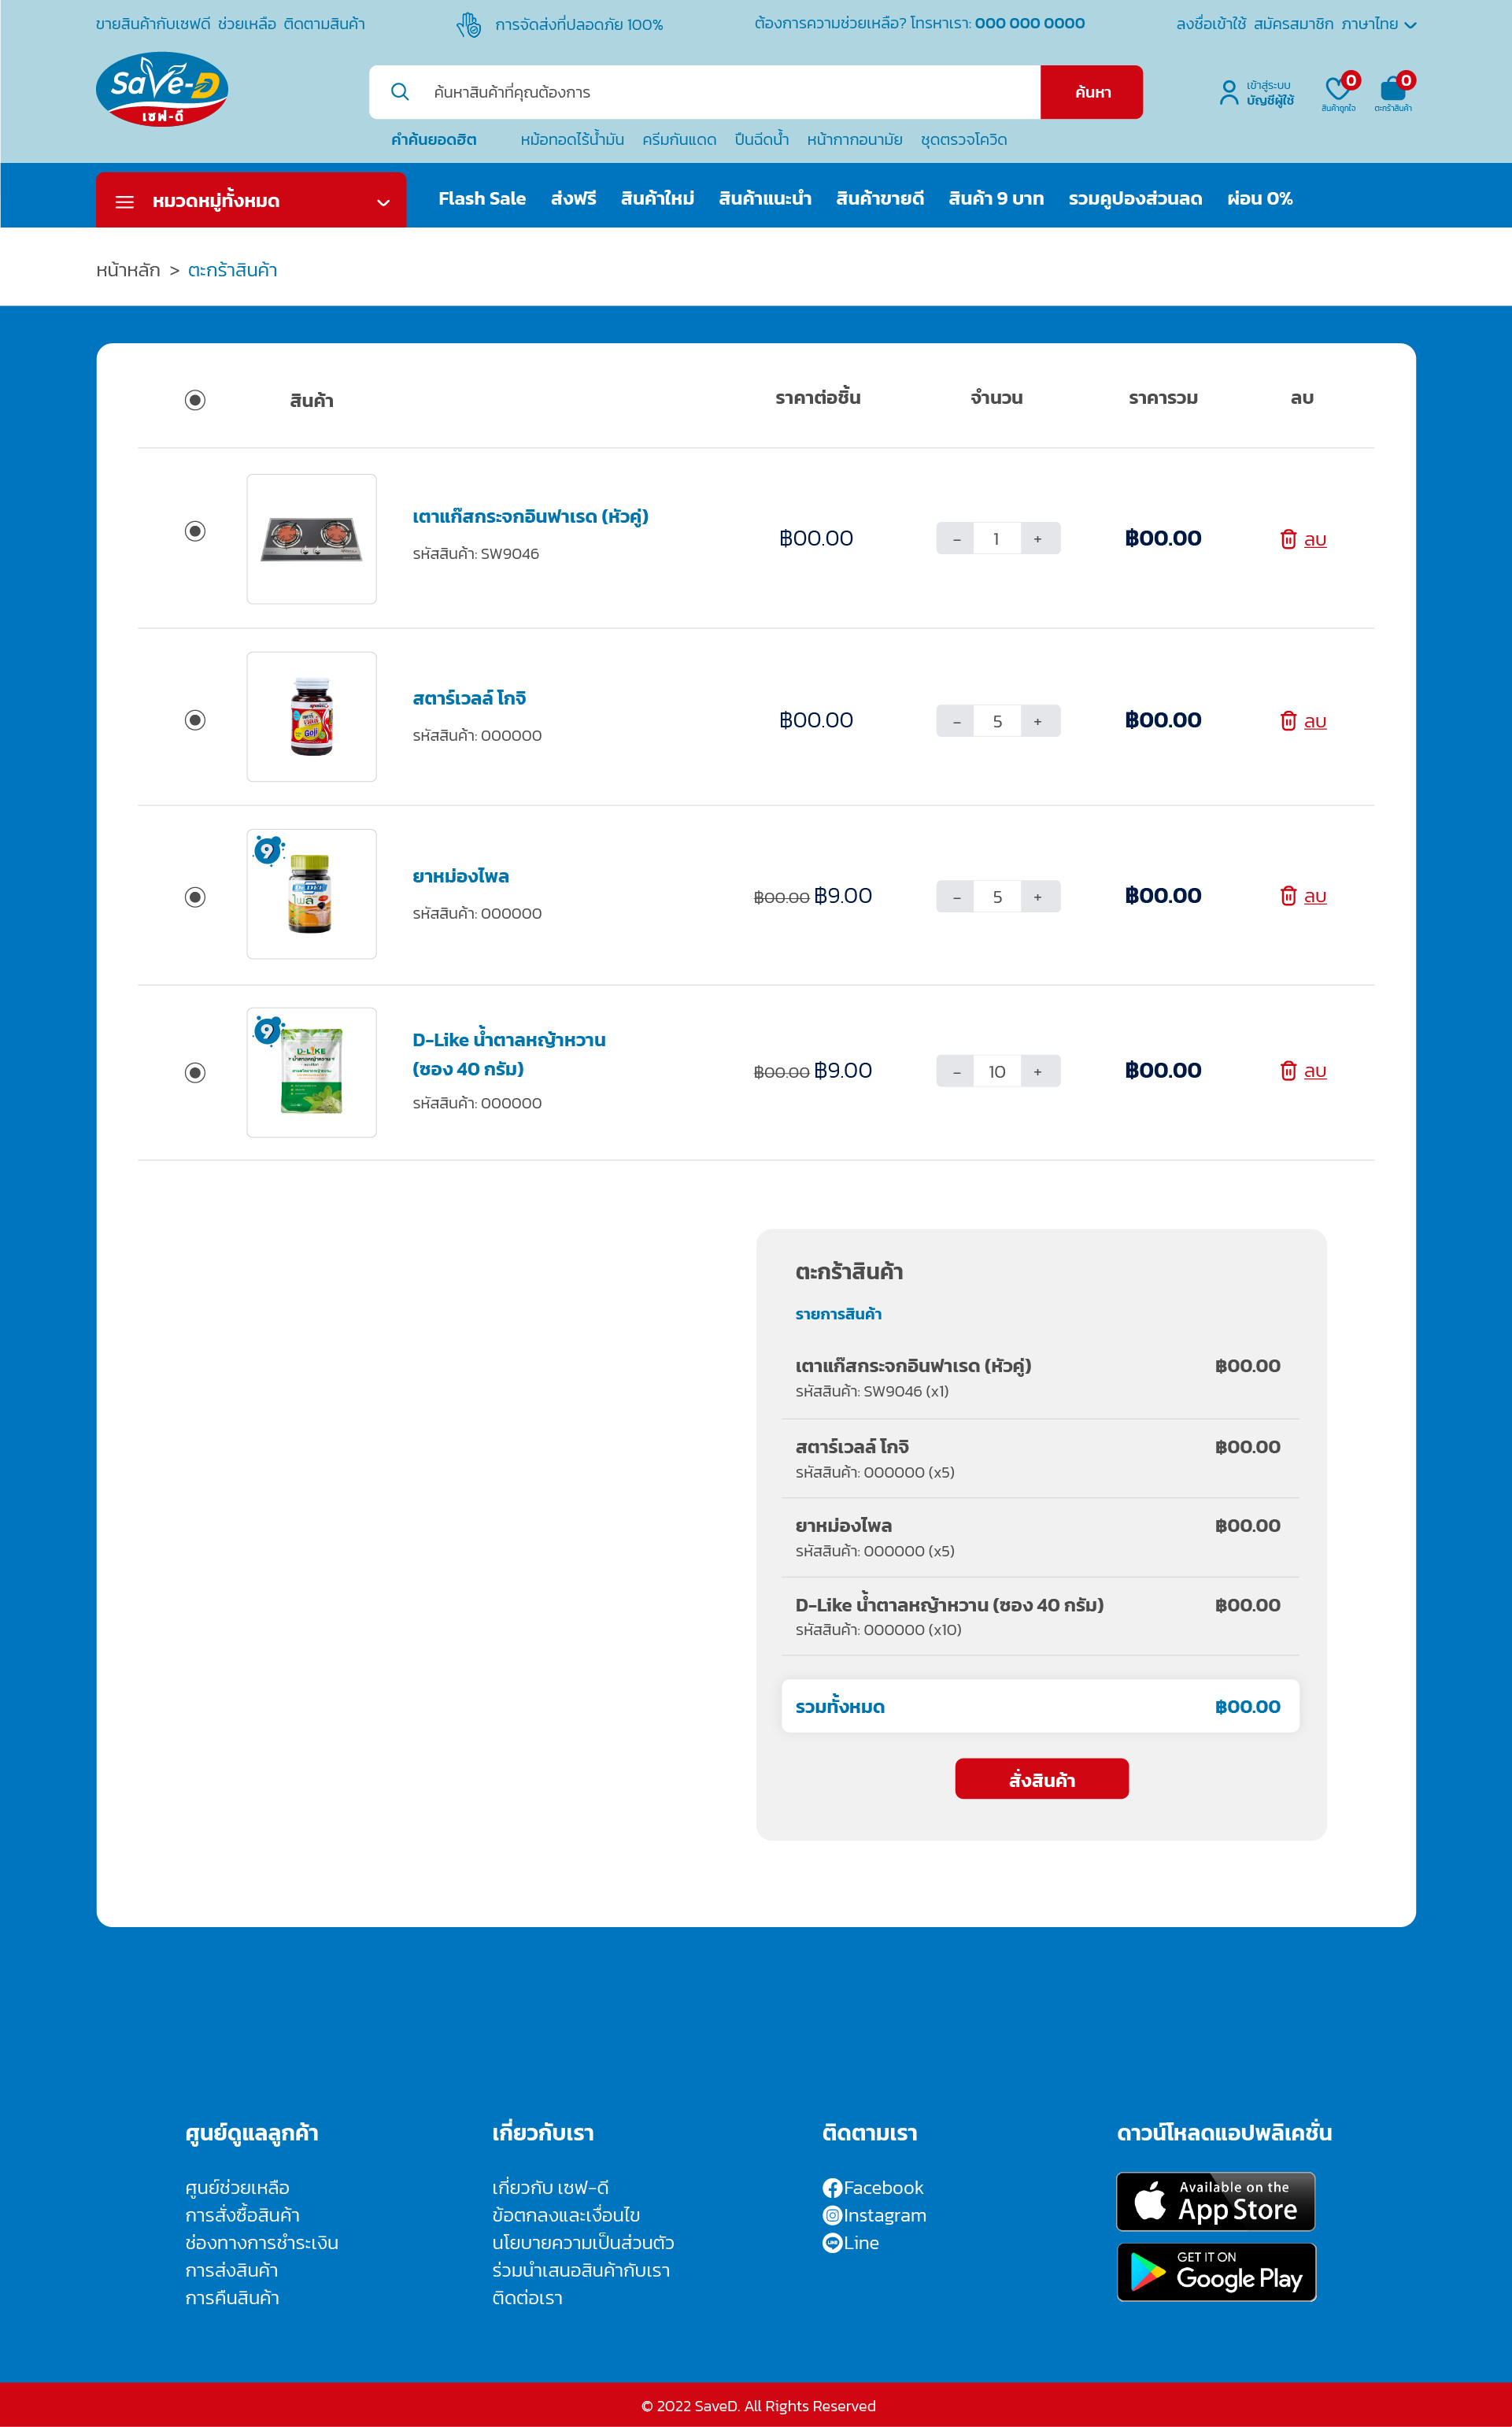 ขายสินค้ากับเซฟดี ช่วยเหลือ ติดตามสินค้า
การจัดส่งที่ปลอดภัย 100%
ต้องการความช่วยเหลือ? โทรหาเรา: 000 000 0000
ลงชื่อเข้าใช้ สมัครสมาชิก ภาษาไทย
SaVe-D
เซฟ-ดี
ค้นหาสินค้าที่คุณต้องการ
ค้นหา
เข้าสู่ระบบ
บัญชีผู้ใช้
0
สินค้าถูกใจ
0
ตะกร้าสินค้า
คำค้นยอดฮิต หม้อทอดไร้น้ำมัน ครีมกันแดด ปืนฉีดน้ำ หน้ากากอนามัย ชุดตรวจโควิด
หมวดหมู่ทั้งหมด
Flash Sale ส่งฟรี สินค้าใหม่ สินค้าแนะนำ สินค้าขายดี สินค้า 9 บาท รวมคูปองส่วนลด ผ่อน 0%
หน้าหลัก > ตะกร้าสินค้า
สินค้า ราคาต่อชิ้น จำนวน ราคารวม ลบ
เตาแก๊สกระจกอินฟาเรด (หัวคู่)
รหัสสินค้า: SW9046
฿00.00 - 1 + ฿00.00 ลบ
Goji
สตาร์เวลล์ โกจิ
รหัสสินค้า: 000000
฿00.00 - 5 + ฿00.00 ลบ
9
ไพล
ยาหม่องไพล
รหัสสินค้า: 000000
฿00.00 ฿9.00 - 5 + ฿00.00 ลบ
9
D-LIKE
น้ำตาลหญ้าหวาน
D-Like น้ำตาลหญ้าหวาน
(ซอง 40 กรัม)
รหัสสินค้า: 000000
฿00.00 ฿9.00 - 10 + ฿00.00 ลบ
ตะกร้าสินค้า
รายการสินค้า
เตาแก๊สกระจกอินฟาเรด (หัวคู่) ฿00.00
รหัสสินค้า: SW9046 (x1)
สตาร์เวลล์ โกจิ ฿00.00
รหัสสินค้า: 000000 (x5)
ยาหม่องไพล ฿00.00
รหัสสินค้า: 000000 (x5)
D-Like น้ำตาลหญ้าหวาน (ซอง 40 กรัม) ฿00.00
รหัสสินค้า: 000000 (x10)
รวมทั้งหมด ฿00.00
สั่งสินค้า
ศูนย์ดูแลลูกค้า
ศูนย์ช่วยเหลือ
การสั่งซื้อสินค้า
ช่องทางการชำระเงิน
การส่งสินค้า
การคืนสินค้า
เกี่ยวกับเรา
เกี่ยวกับ เซฟ-ดี
ข้อตกลงและเงื่อนไข
นโยบายความเป็นส่วนตัว
ร่วมนำเสนอสินค้ากับเรา
ติดต่อเรา
ติดตามเรา
Facebook
Instagram
Line
ดาวน์โหลดแอปพลิเคชั่น
Available on the
App Store
GET IT ON
Google Play
© 2022 SaveD. All Rights Reserved